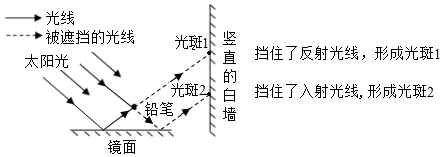 光线
被遮挡的光线
太阳光
铅笔
镜面
光斑1
光斑2
竖直的白墙
挡住了反射光线，形成光斑1
挡住了入射光线,形成光斑2